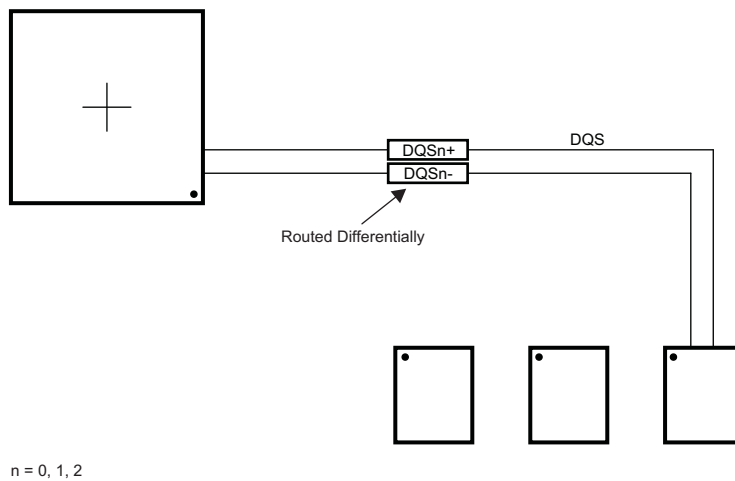 DQSn+
DQS
DQSn-
Routed Differentially
n = 0, 1, 2